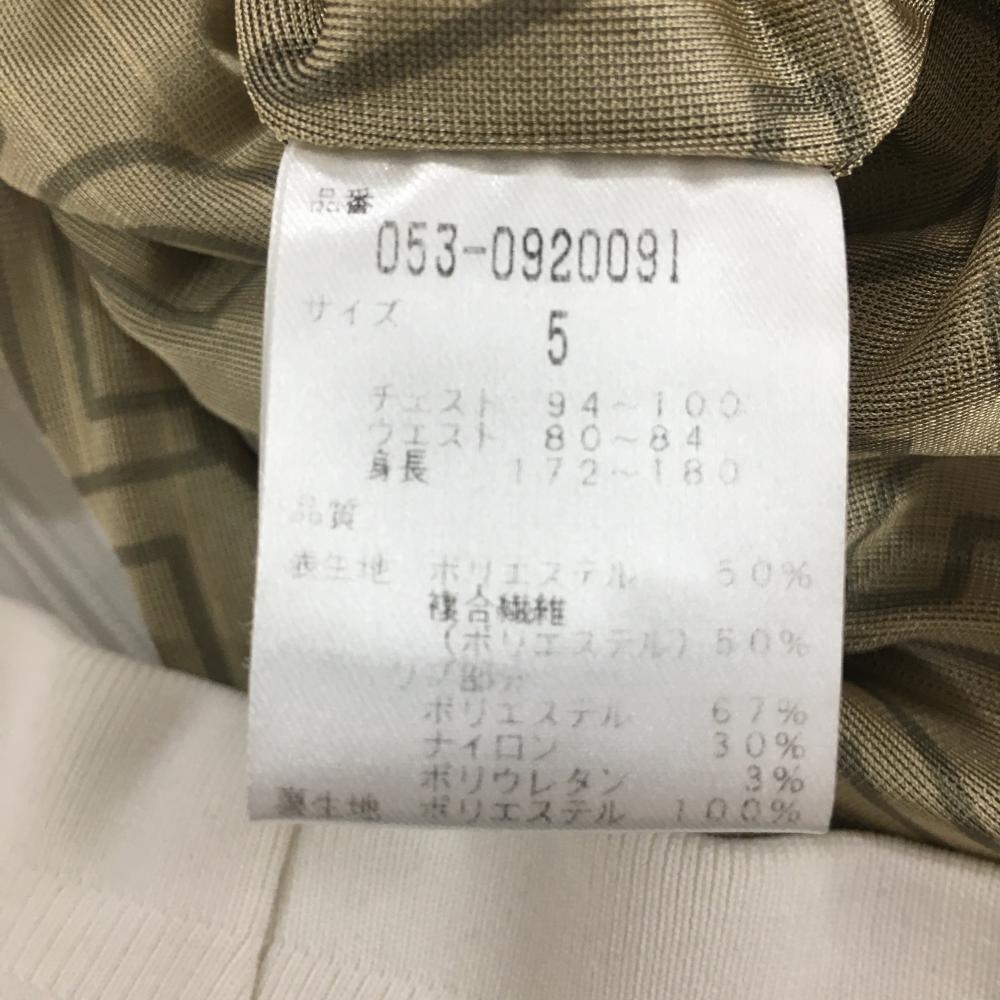 品番
053-0920091
サイズ
5
チェスト 94～100
ウエスト 80～84
身長 172～180
品質
表生地 ポリエステル 50%
複合繊維
(ポリエステル) 50%
リブ部分
ポリエステル 67%
ナイロン 30%
ポリウレタン 3%
裏生地 ポリエステル 100%